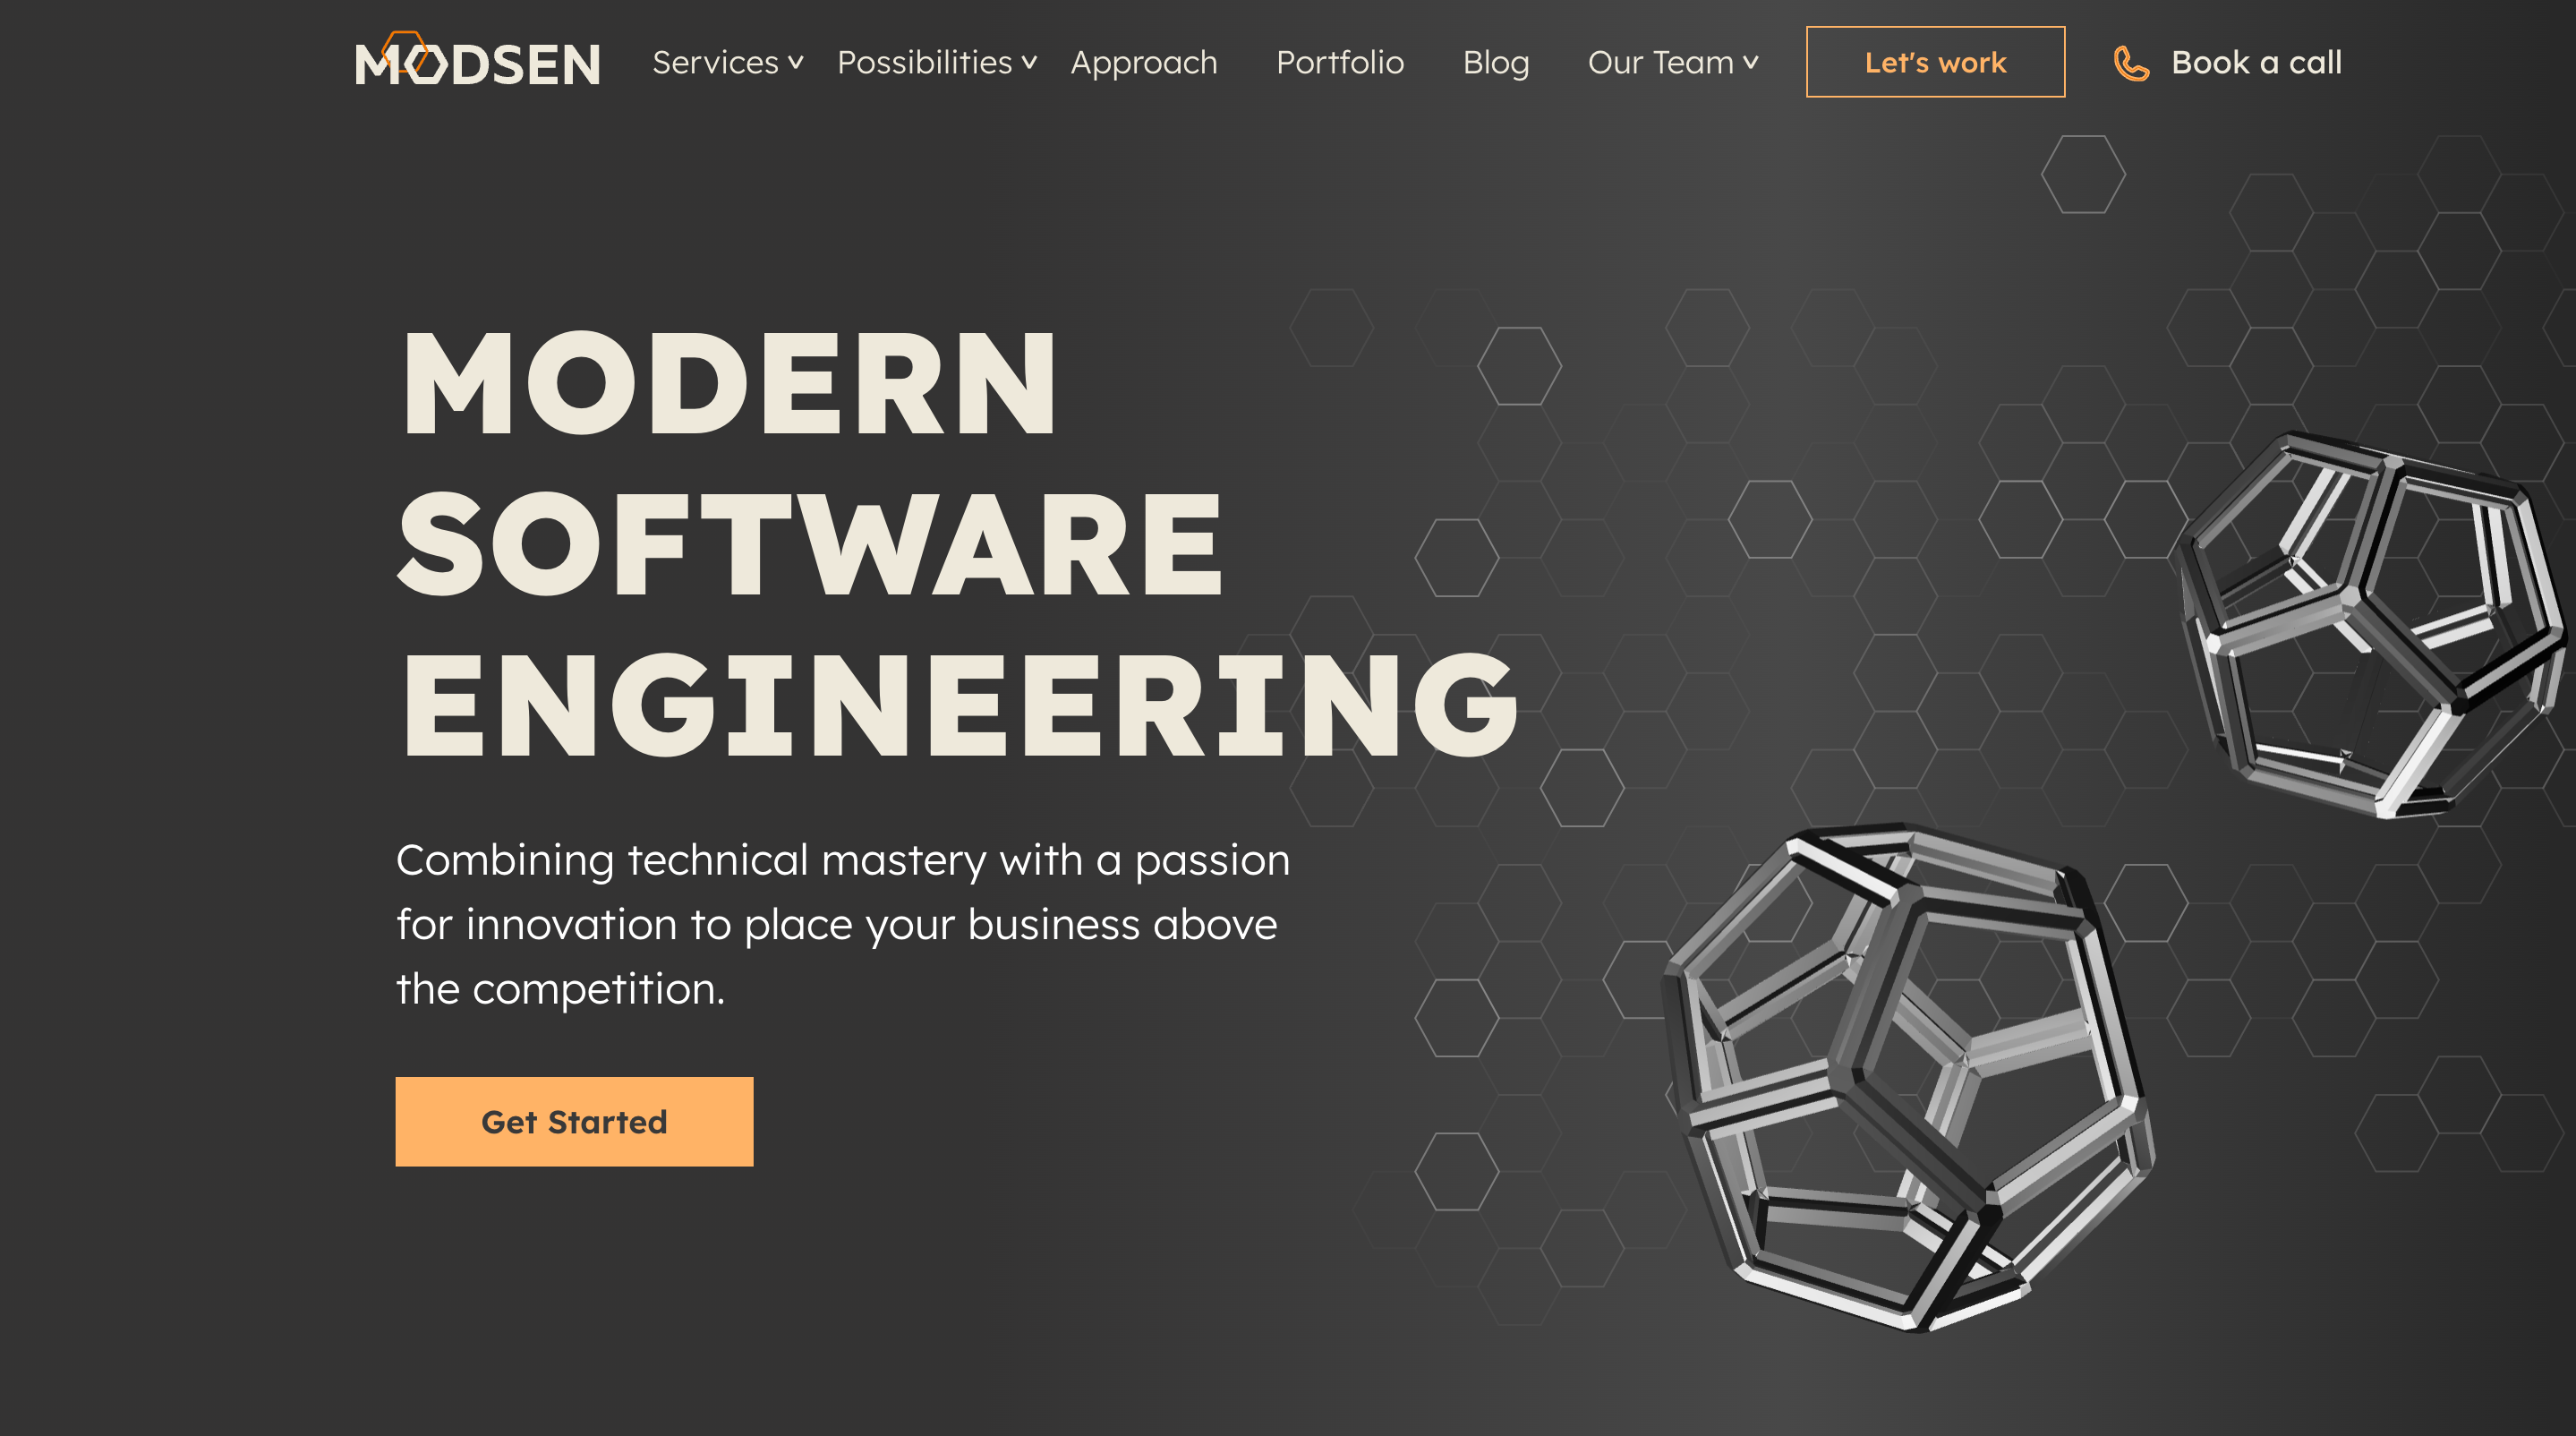 MODSEN
Services
Possibilities
Approach
Portfolio
Blog
Our Team
Let's work
Book a call
MODERN
SOFTWARE
ENGINEERING
Combining technical mastery with a passion
for innovation to place your business above
the competition.
Get Started